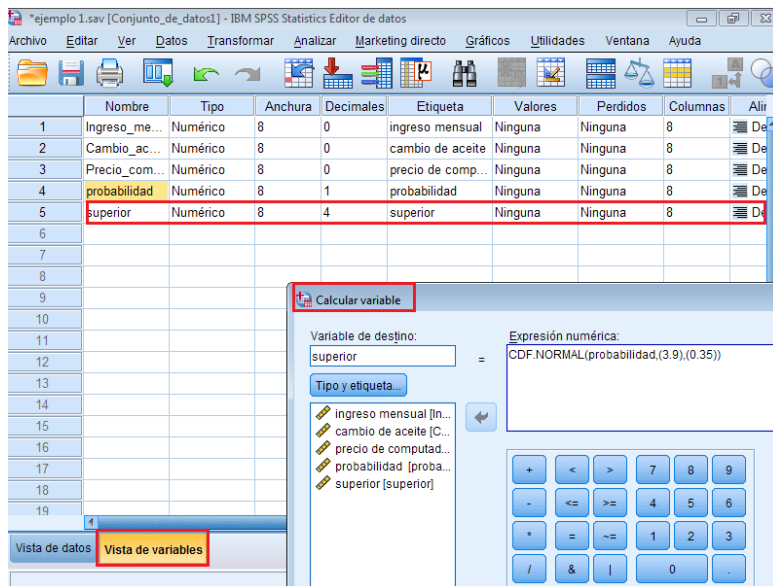 *ejemplo 1.sav [Conjunto_de_datos1] - IBM SPSS Statistics Editor de datos
Archivo Editar Ver Datos Transformar Analizar Marketing directo Gráficos Utilidades Ventana Ayuda
Nombre Tipo Anchura Decimales Etiqueta Valores Perdidos Columnas Alir
1 Ingreso_me... Numérico 8 0 ingreso mensual Ninguna Ninguna 8 De
2 Cambio_ac... Numérico 8 0 cambio de aceite Ninguna Ninguna 8 De
3 Precio_com... Numérico 8 0 precio de comp... Ninguna Ninguna 8 De
4 probabilidad Numérico 8 1 probabilidad Ninguna Ninguna 8 De
5 superior Numérico 8 4 superior Ninguna Ninguna 8 De
6
7
8
9
10
11
12
13
14
15
16
17
18
19
Calcular variable
Variable de destino:
superior
=
Expresión numérica:
CDF.NORMAL(probabilidad,(3.9),(0.35))
Tipo y etiqueta...
ingreso mensual [In...
cambio de aceite [C...
precio de computad...
probabilidad [proba...
superior [superior]
+ < > 7 8 9
- <= >= 4 5 6
* = ~= 1 2 3
/ & | 0 .
Vista de datos Vista de variables